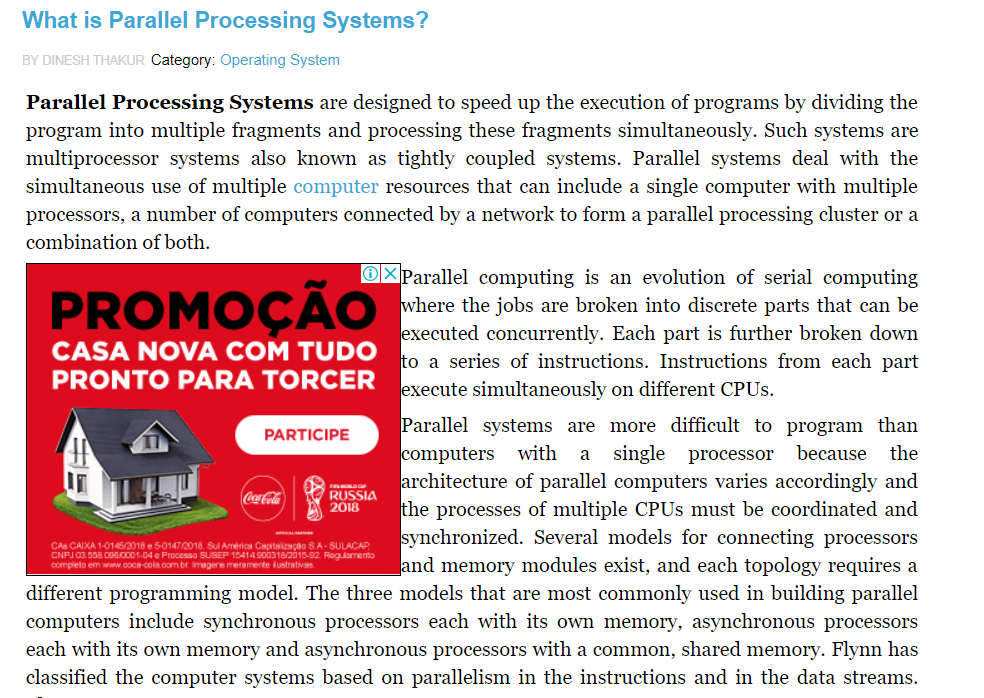 What is Parallel Processing Systems?
BY DINESH THAKUR Category: Operating System
Parallel Processing Systems are designed to speed up the execution of programs by dividing the
program into multiple fragments and processing these fragments simultaneously. Such systems are
multiprocessor systems also known as tightly coupled systems. Parallel systems deal with the
simultaneous use of multiple computer resources that can include a single computer with multiple
processors, a number of computers connected by a network to form a parallel processing cluster or a
combination of both.
PROMOÇÃO
CASA NOVA COM TUDO
PRONTO PARA TORCER
PARTICIPE
Coca-Cola
FIFA WORLD CUP
RUSSIA
2018
OFFICIAL PARTNER
CAs CAIXA 1-0145/2018 e 5-0147/2018. Sul América Capitalização S.A - SULACAP,
CNPJ 03.558.096/0001-04 e Processo SUSEP 15414.900318/2015-92. Regulamento
completo em www.coca-cola.com.br. Imagens meramente ilustrativas.
Parallel computing is an evolution of serial computing
where the jobs are broken into discrete parts that can be
executed concurrently. Each part is further broken down
to a series of instructions. Instructions from each part
execute simultaneously on different CPUs.
Parallel systems are more difficult to program than
computers with a single processor because the
architecture of parallel computers varies accordingly and
the processes of multiple CPUs must be coordinated and
synchronized. Several models for connecting processors
and memory modules exist, and each topology requires a
different programming model. The three models that are most commonly used in building parallel
computers include synchronous processors each with its own memory, asynchronous processors
each with its own memory and asynchronous processors with a common, shared memory. Flynn has
classified the computer systems based on parallelism in the instructions and in the data streams.